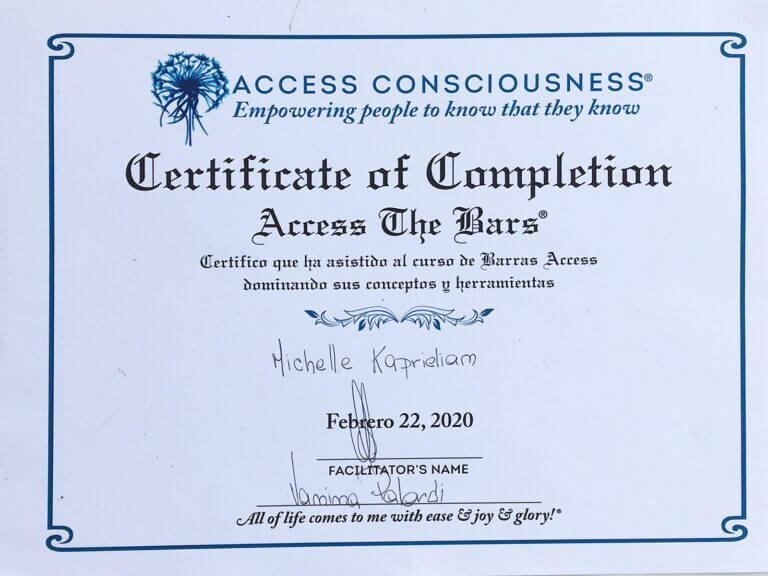 ACCESS CONSCIOUSNESS®
Empowering people to know that they know
Certificate of Completion
Access The Bars®
Certifico que ha asistido al curso de Barras Access
dominando sus conceptos y herramientas
Michelle Kaprieliam
Febrero 22, 2020
FACILITATOR'S NAME
Vanina Palardi
All of life comes to me with ease & joy & glory!®